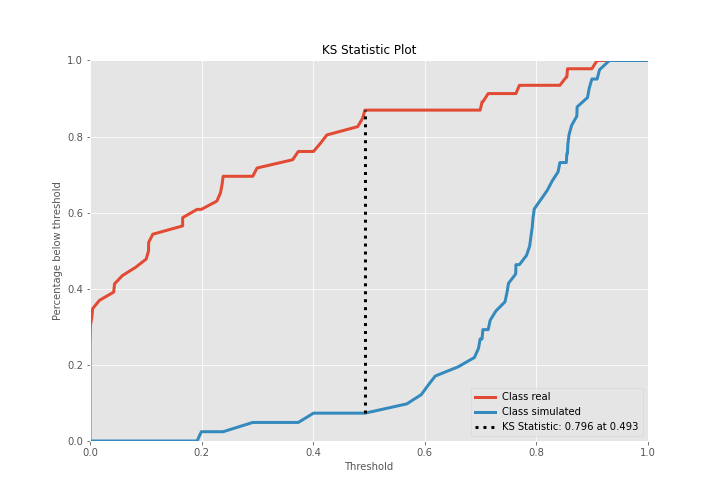 KS Statistic Plot
Percentage below threshold
1.0
0.8
0.6
0.4
0.2
0.0
0.0 0.2 0.4 0.6 0.8 1.0
Threshold
Class real
Class simulated
KS Statistic: 0.796 at 0.493